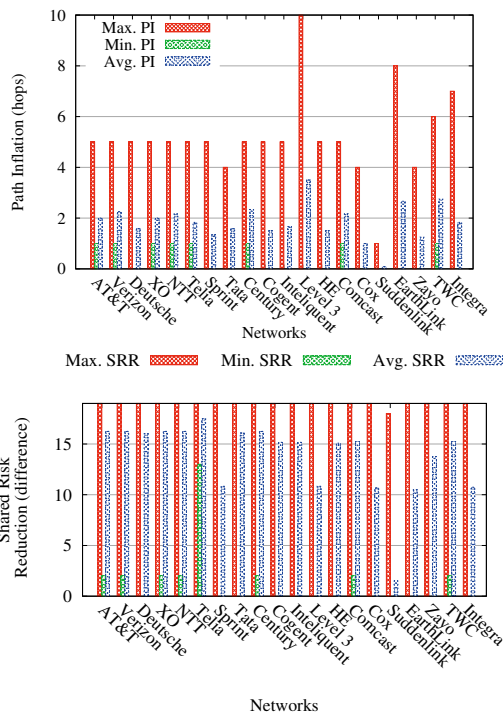 10
8
6
4
2
0
Path Inflation (hops)
Max. PI
Min. PI
Avg. PI
AT&T
Verizon
Deutsche
XO
NTT
Telia
Sprint
Tata
Century
Cogent
Inteliquent
Level 3
HE
Comcast
Cox
Suddenlink
EarthLink
Zayo
TWC
Integra
Networks
Max. SRR Min. SRR Avg. SRR
15
10
5
0
Shared Risk
Reduction (difference)
AT&T
Verizon
Deutsche
XO
NTT
Telia
Sprint
Tata
Century
Cogent
Inteliquent
Level 3
HE
Comcast
Cox
Suddenlink
EarthLink
Zayo
TWC
Integra
Networks